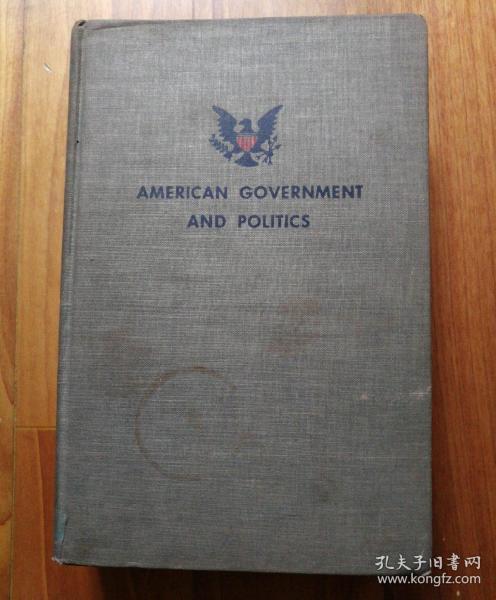 AMERICAN GOVERNMENT
AND POLITICS
孔夫子旧书网
www.kongfz.com